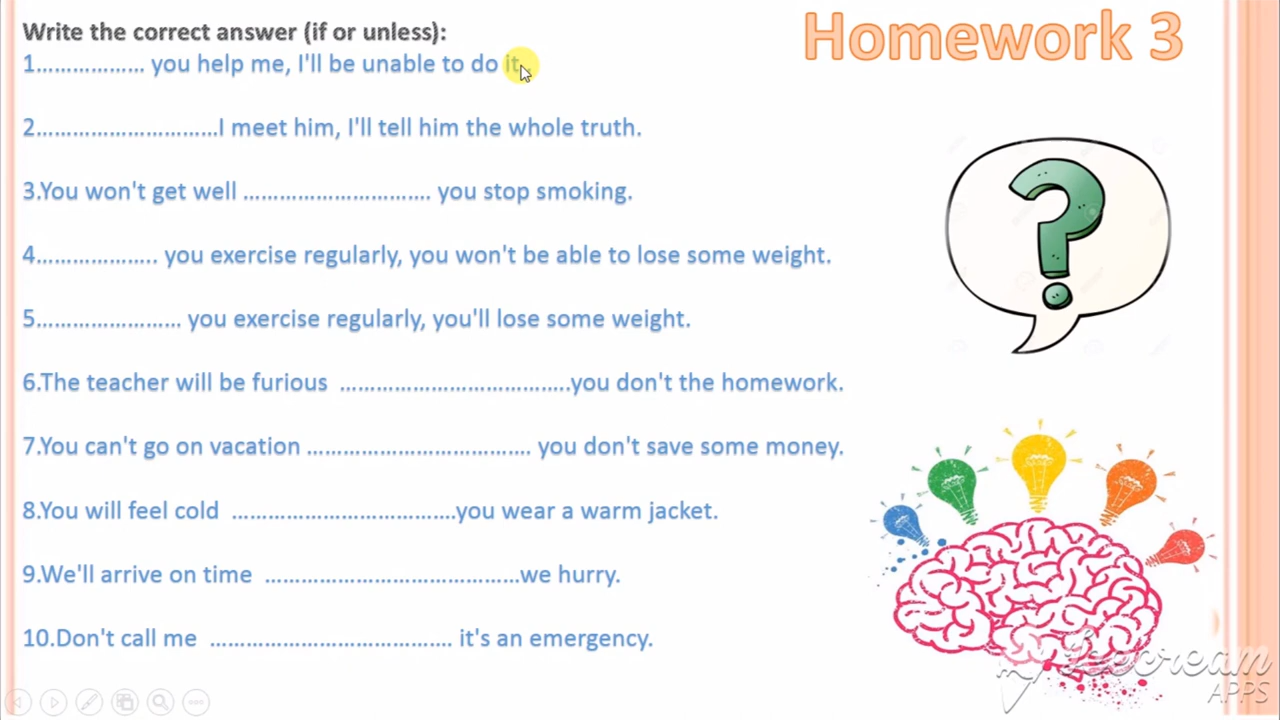 Homework 3
Write the correct answer (if or unless):
1.................. you help me, I'll be unable to do it.
2...........................I meet him, I'll tell him the whole truth.
3.You won't get well .............................. you stop smoking.
4.................... you exercise regularly, you won't be able to lose some weight.
5........................ you exercise regularly, you'll lose some weight.
6.The teacher will be furious .....................................you don't the homework.
7.You can't go on vacation .................................... you don't save some money.
8.You will feel cold ....................................you wear a warm jacket.
9.We'll arrive on time .........................................we hurry.
10.Don't call me ....................................... it's an emergency.
Icecream
APPS